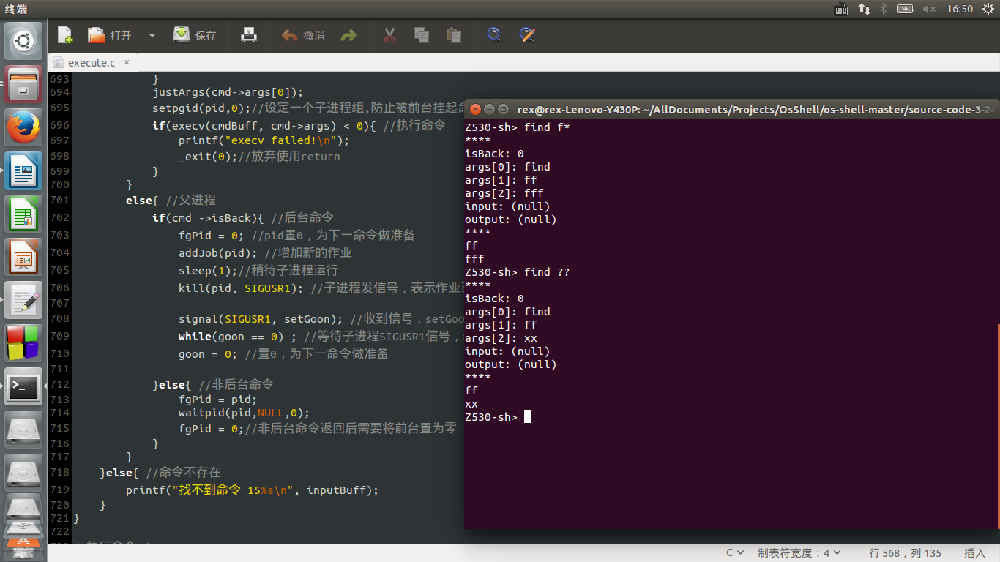 终端
16:50
打开
保存
撤消
execute.c ×
693 }
694 justArgs(cmd->args[0]);
695 setpgid(pid,0);//设定一个子进程组,防止被前台挂起
696 if(execv(cmdBuff, cmd->args) < 0){ //执行命令
697 printf("execv failed!\n");
698 _exit(0);//放弃使用return
699 }
700 }
701 else{ //父进程
702 if(cmd ->isBack){ //后台命令
703 fgPid = 0; //pid置0，为下一命令做准备
704 addJob(pid); //增加新的作业
705 sleep(1);//稍待子进程运行
706 kill(pid, SIGUSR1); //子进程发信号，表示作业
707
708 signal(SIGUSR1, setGoon); //收到信号，setGoo
709 while(goon == 0) ; //等待子进程SIGUSR1信号，
710 goon = 0; //置0，为下一命令做准备
711
712 }else{ //非后台命令
713 fgPid = pid;
714 waitpid(pid,NULL,0);
715 fgPid = 0;//非后台命令返回后需要将前台置为零
716 }
717 }
718 }else{ //命令不存在
719 printf("找不到命令 15%s\n", inputBuff);
720 }
721 }
722
rex@rex-Lenovo-Y430P: ~/AllDocuments/Projects/OsShell/os-shell-master/source-code-3-2
Z530-sh> find f*
****
isBack: 0
args[0]: find
args[1]: ff
args[2]: fff
input: (null)
output: (null)
****
ff
fff
Z530-sh> find ??
****
isBack: 0
args[0]: find
args[1]: ff
args[2]: xx
input: (null)
output: (null)
****
ff
xx
Z530-sh>
C
制表符宽度：4
行 568，列 135
插入